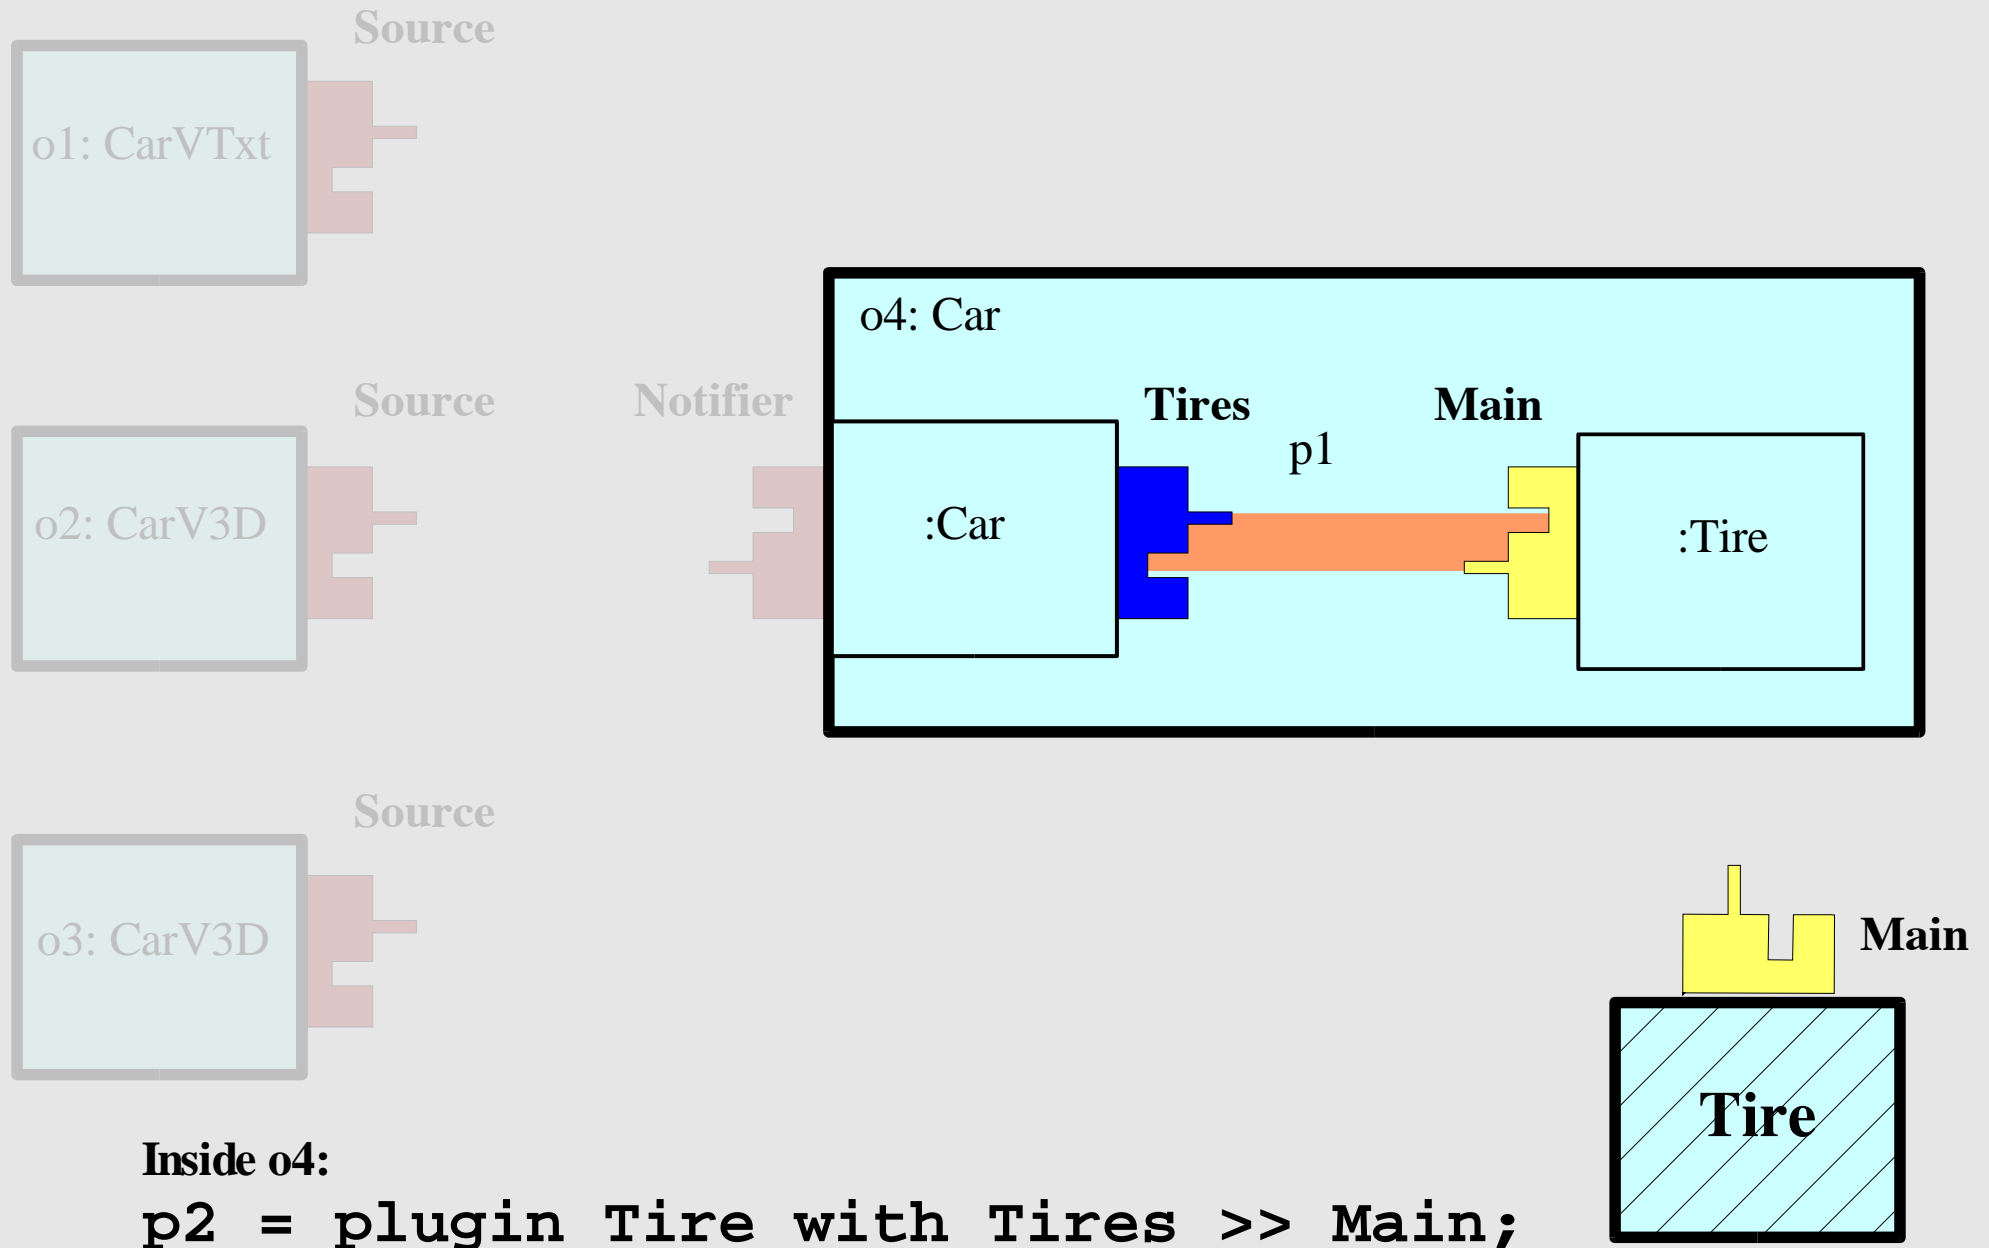 Source
o1: CarVTxt
o4: Car
Source
Notifier
Tires
Main
p1
o2: CarV3D
:Car
:Tire
Source
o3: CarV3D
Main
Tire
Inside o4:
p2 = plugin Tire with Tires >> Main;